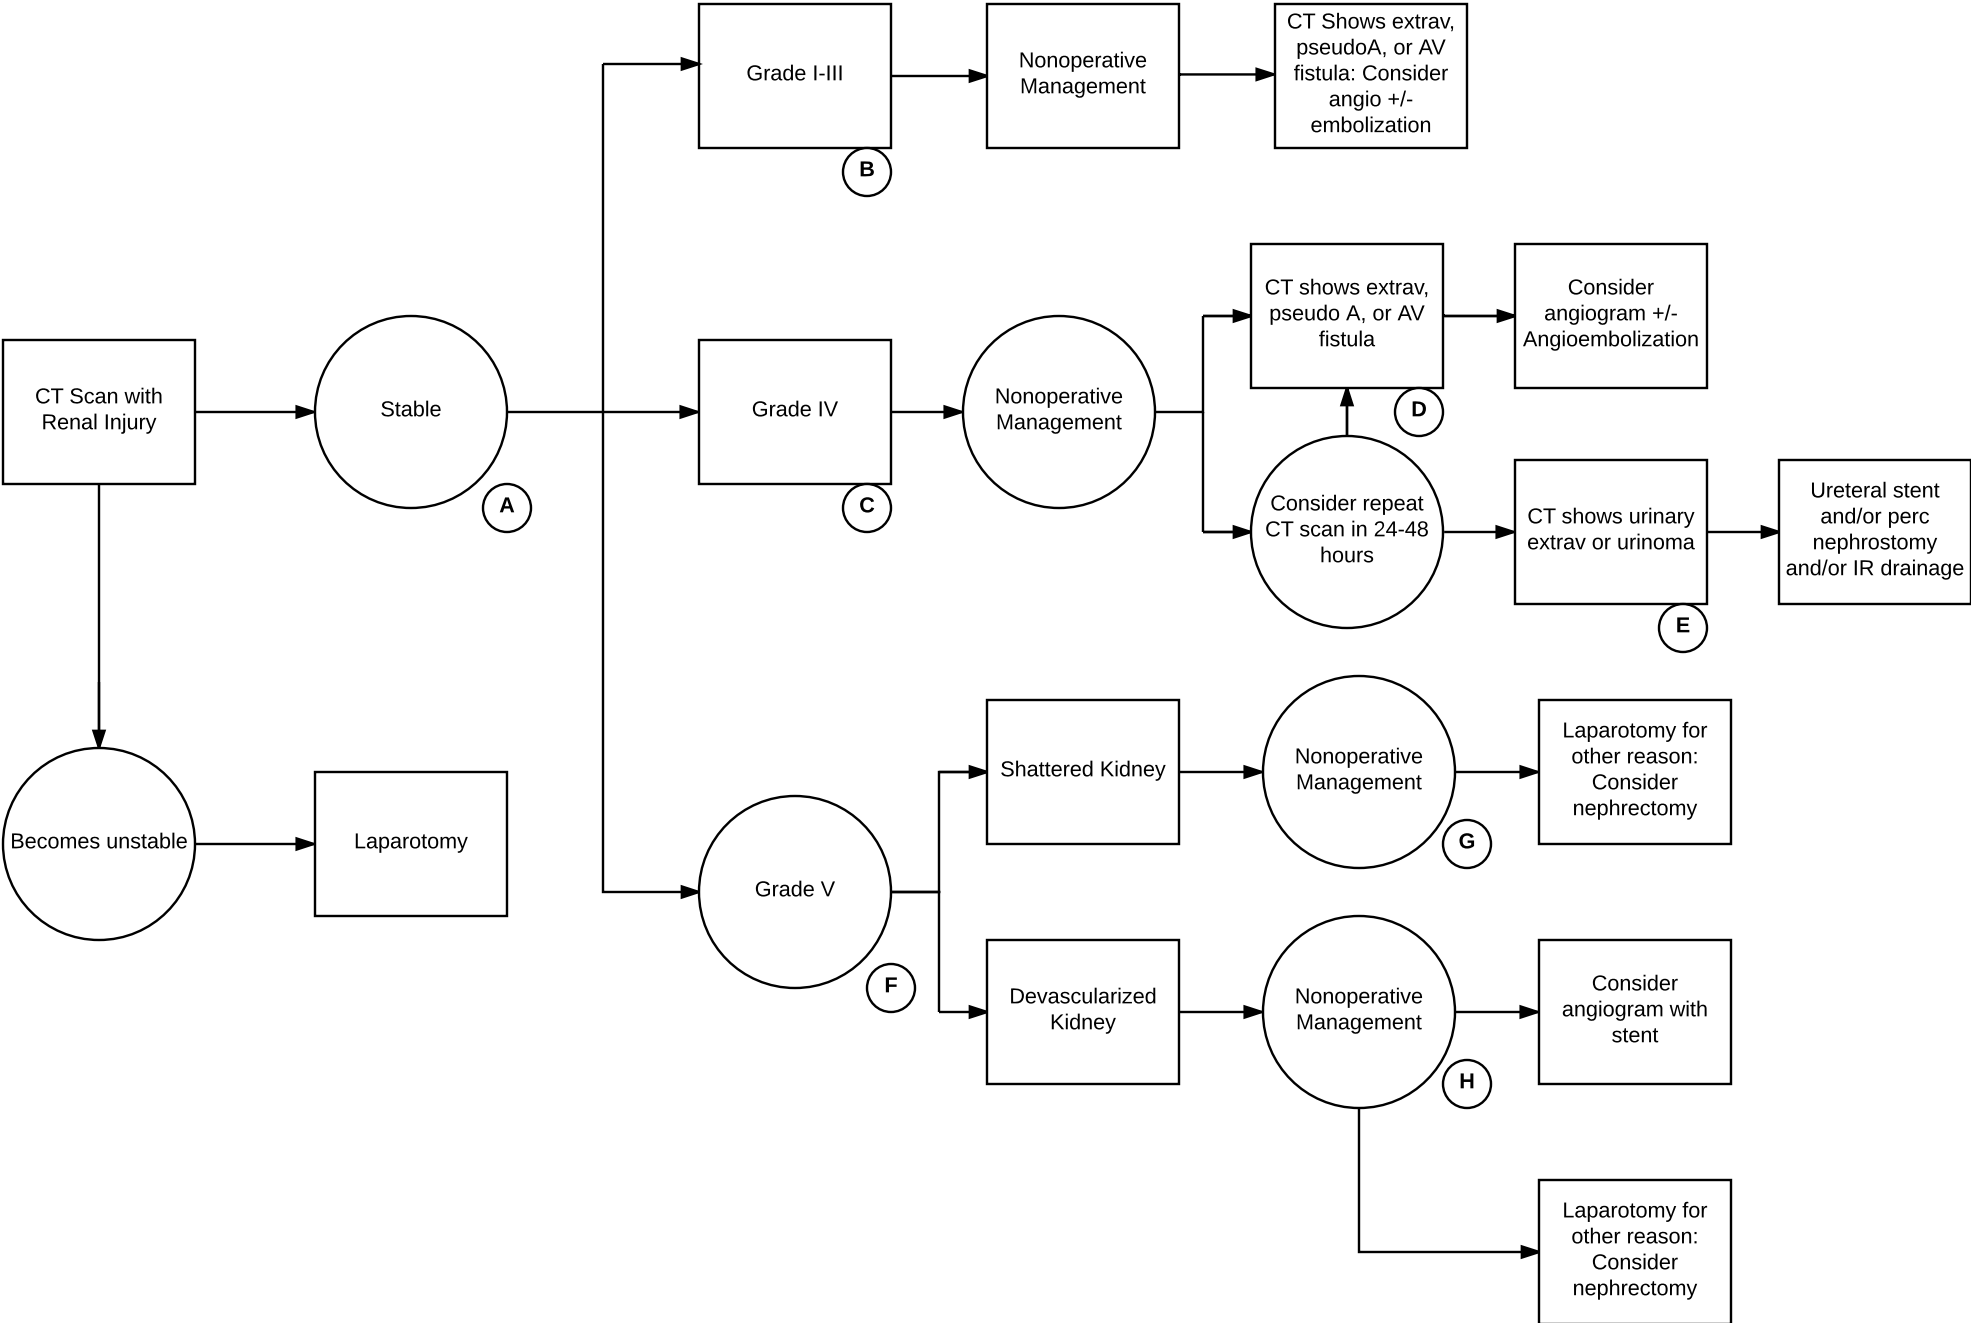 Grade I-III
B
Nonoperative
Management
CT Shows extrav,
pseudoA, or AV
fistula: Consider
angio +/-
embolization
CT Scan with
Renal Injury
Stable
A
Grade IV
C
Nonoperative
Management
CT shows extrav,
pseudo A, or AV
fistula
D
Consider
angiogram +/-
Angioembolization
Consider repeat
CT scan in 24-48
hours
CT shows urinary
extrav or urinoma
E
Ureteral stent
and/or perc
nephrostomy
and/or IR drainage
Becomes unstable
Laparotomy
Grade V
F
Shattered Kidney
Nonoperative
Management
G
Laparotomy for
other reason:
Consider
nephrectomy
Devascularized
Kidney
Nonoperative
Management
H
Consider
angiogram with
stent
Laparotomy for
other reason:
Consider
nephrectomy